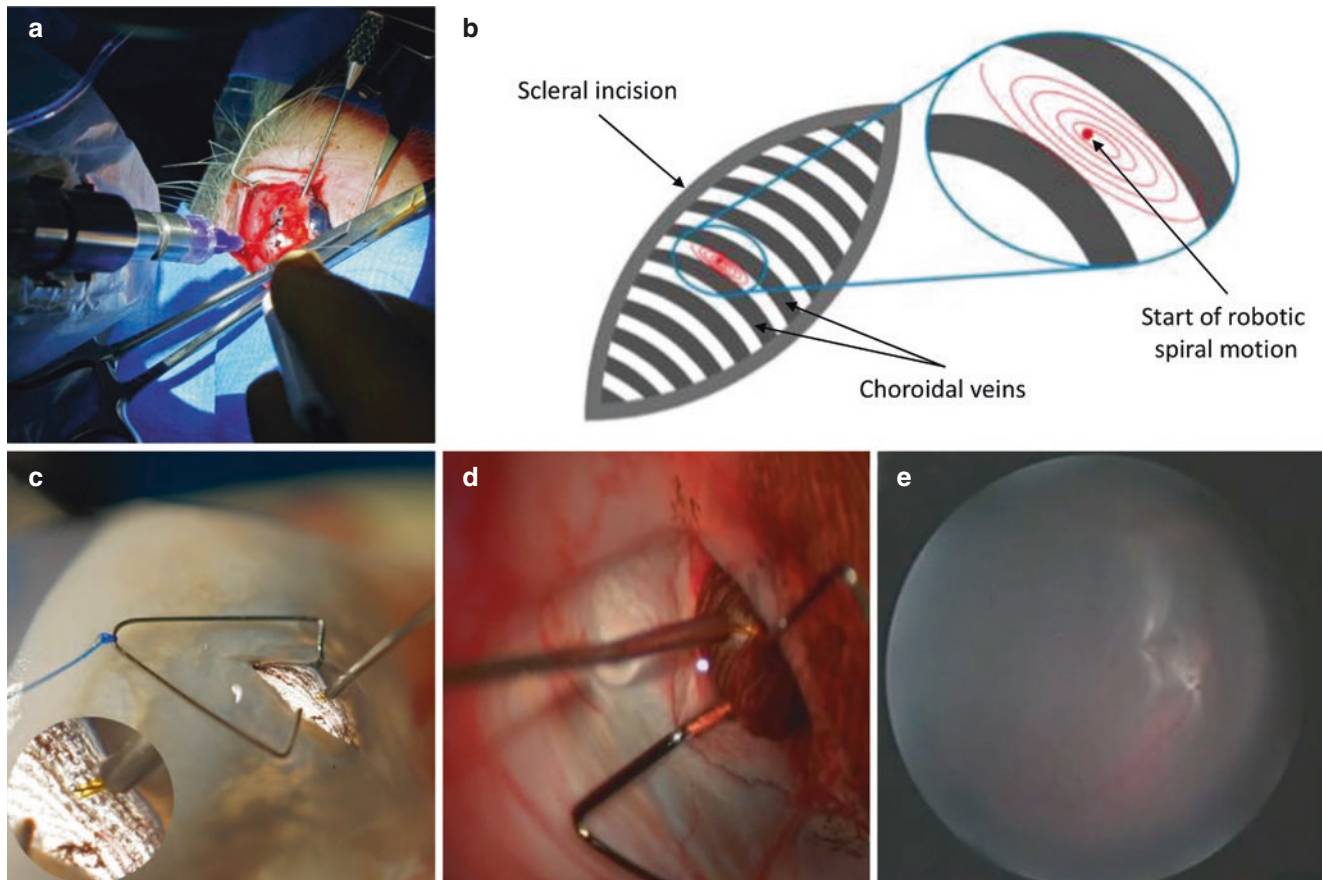 a
b
Scleral incision
Start of robotic
spiral motion
Choroidal veins
c
d
e